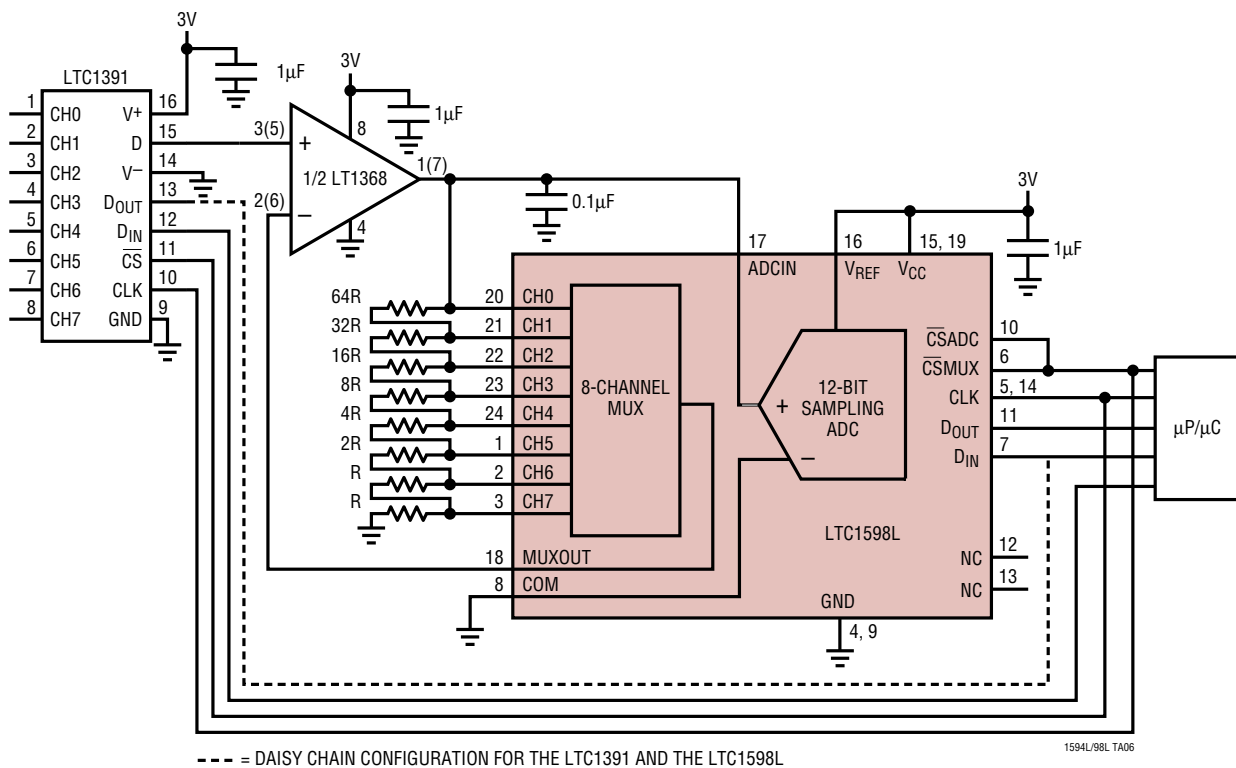 3V
1µF
LTC1391
1 CH0
2 CH1
3 CH2
4 CH3
5 CH4
6 CH5
7 CH6
8 CH7
V+ 16
D 15
V– 14
DOUT 13
DIN 12
CS 11
CLK 10
GND 9
3V
1µF
8
3(5)
+
1/2 LT1368
1(7)
2(6)
–
4
0.1µF
3V
1µF
17
ADCIN
16
VREF
15, 19
VCC
64R
32R
16R
8R
4R
2R
R
R
20 CH0
21 CH1
22 CH2
23 CH3
24 CH4
1 CH5
2 CH6
3 CH7
8-CHANNEL
MUX
+
12-BIT
SAMPLING
ADC
–
18 MUXOUT
8 COM
LTC1598L
CSADC 10
CSMUX 6
CLK 5, 14
DOUT 11
DIN 7
NC 12
NC 13
GND
4, 9
µP/µC
1594L/98L TA06
= DAISY CHAIN CONFIGURATION FOR THE LTC1391 AND THE LTC1598L